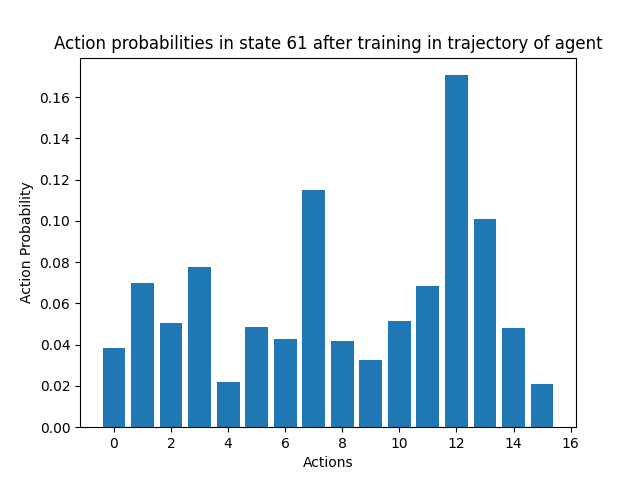 Action probabilities in state 61 after training in trajectory of agent
0.16
0.14
0.12
0.10
0.08
0.06
0.04
0.02
0.00
Action Probability
0 2 4 6 8 10 12 14 16
Actions